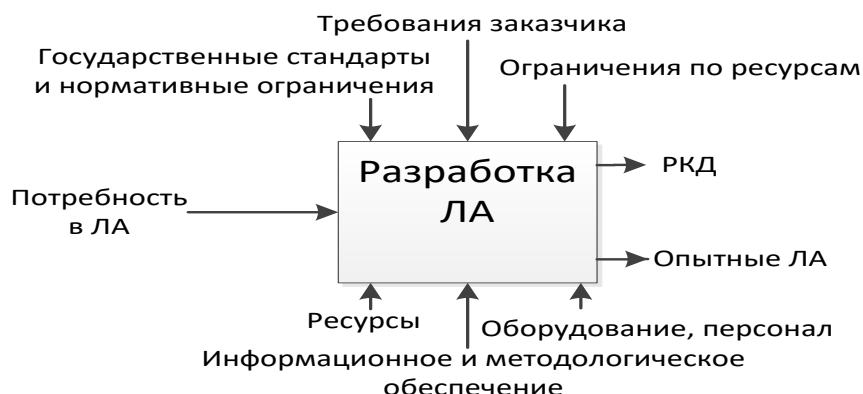 Требования заказчика
Государственные стандарты
и нормативные ограничения
Ограничения по ресурсам
Разработка
ЛА
РКД
Потребность
в ЛА
Опытные ЛА
Ресурсы
Оборудование, персонал
Информационное и методологическое
обеспечение